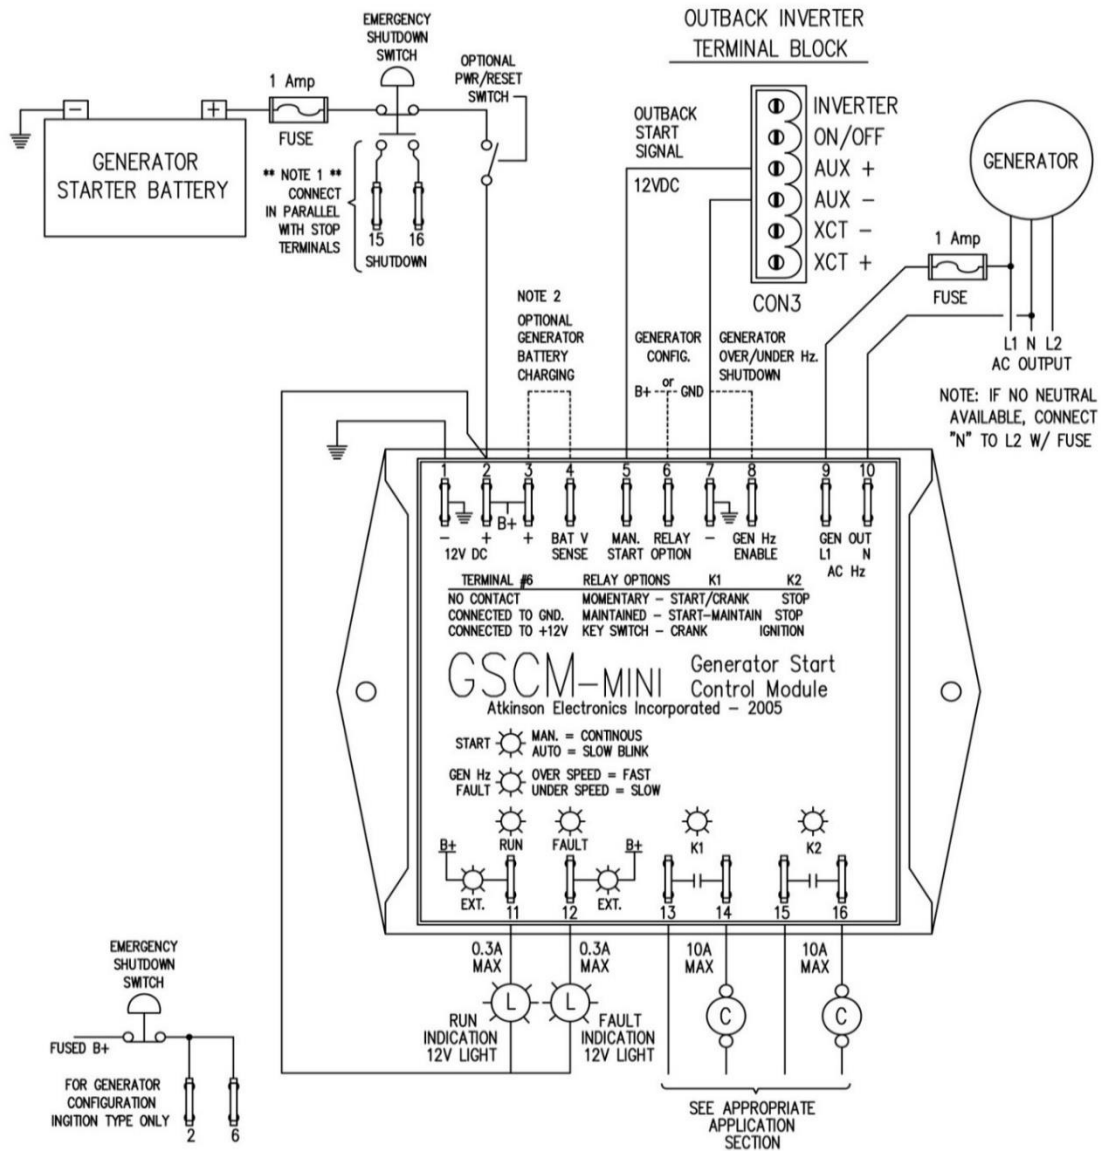 EMERGENCY
SHUTDOWN
SWITCH
OPTIONAL
PWR/RESET
SWITCH
1 Amp
FUSE
-
+
GENERATOR
STARTER BATTERY
** NOTE 1 **
CONNECT
IN PARALLEL
WITH STOP
TERMINALS
15
16
SHUTDOWN
OUTBACK INVERTER
TERMINAL BLOCK
OUTBACK
START
SIGNAL
12VDC
INVERTER
ON/OFF
AUX +
AUX -
XCT -
XCT +
CON3
GENERATOR
1 Amp
FUSE
L1 N L2
AC OUTPUT
NOTE: IF NO NEUTRAL
AVAILABLE, CONNECT
"N" TO L2 W/ FUSE
NOTE 2
OPTIONAL
GENERATOR
BATTERY
CHARGING
GENERATOR
CONFIG.
or
B+
GND
GENERATOR
OVER/UNDER Hz.
SHUTDOWN
1 2 3 4 5 6 7 8 9 10
B+
- + +
12V DC
BAT V
SENSE
MAN.
START
RELAY
OPTION
-
GEN Hz
ENABLE
GEN OUT
L1 N
AC Hz
TERMINAL #6 RELAY OPTIONS K1 K2
NO CONTACT MOMENTARY - START/CRANK STOP
CONNECTED TO GND. MAINTAINED - START-MAINTAIN STOP
CONNECTED TO +12V KEY SWITCH - CRANK IGNITION
GSCM-MINI
Generator Start
Control Module
Atkinson Electronics Incorporated - 2005
START
MAN. = CONTINOUS
AUTO = SLOW BLINK
GEN Hz
FAULT
OVER SPEED = FAST
UNDER SPEED = SLOW
B+
RUN
FAULT
B+
K1
K2
EXT.
EXT.
11 12 13 14 15 16
0.3A
MAX
0.3A
MAX
10A
MAX
10A
MAX
L
L
C
C
RUN
INDICATION
12V LIGHT
FAULT
INDICATION
12V LIGHT
SEE APPROPRIATE
APPLICATION
SECTION
EMERGENCY
SHUTDOWN
SWITCH
FUSED B+
FOR GENERATOR
CONFIGURATION
INGITION TYPE ONLY
2
6